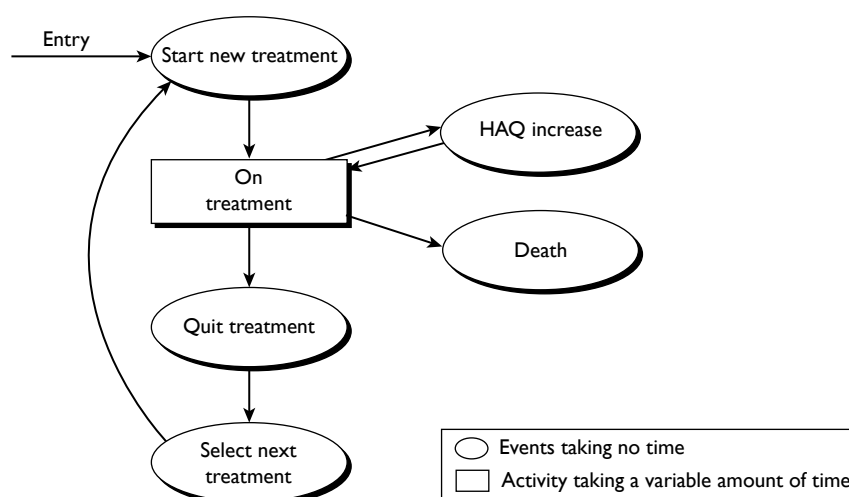 Entry
Start new treatment
HAQ increase
On
treatment
Death
Quit treatment
Select next
treatment
Events taking no time
Activity taking a variable amount of time